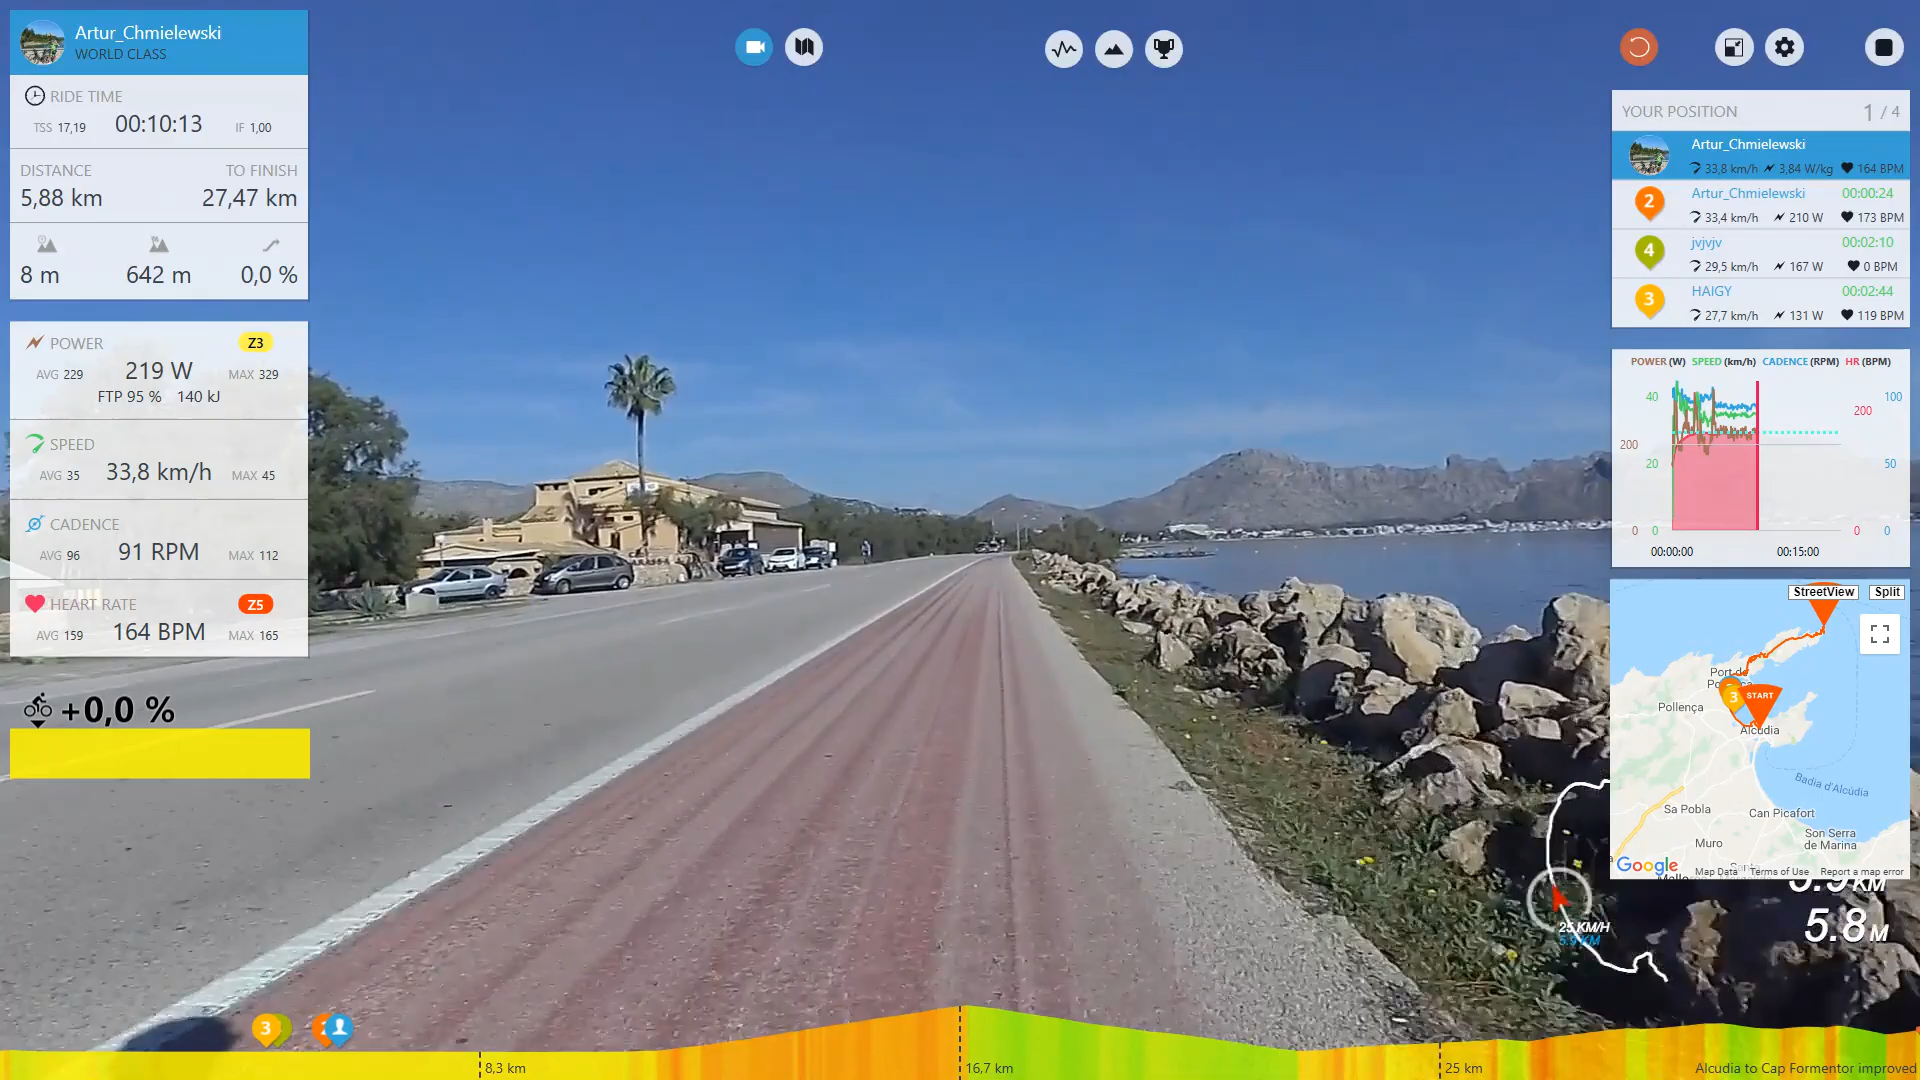 Artur_Chmielewski
WORLD CLASS
RIDE TIME
TSS 17,19 00:10:13 IF 1,00
DISTANCE TO FINISH
5,88 km 27,47 km
8 m 642 m 0,0 %
POWER Z3
AVG 229 219 W MAX 329
FTP 95 % 140 kJ
SPEED
AVG 35 33,8 km/h MAX 45
CADENCE
AVG 96 91 RPM MAX 112
HEART RATE Z5
AVG 159 164 BPM MAX 165
+0,0 %
YOUR POSITION 1 / 4
Artur_Chmielewski
33,8 km/h 3,84 W/kg 164 BPM
2 Artur_Chmielewski 00:00:24
33,4 km/h 210 W 173 BPM
4 jvjvjv 00:02:10
29,5 km/h 167 W 0 BPM
3 HAIGY 00:02:44
27,7 km/h 131 W 119 BPM
POWER (W) SPEED (km/h) CADENCE (RPM) HR (BPM)
40 100
200
200
20 50
0 0 0 0
00:00:00 00:15:00
StreetView Split
Port de
Pollença
3 START
Alcudia
Badia d'Alcúdia
Sa Pobla
Can Picafort
Son Serra
de Marina
Muro
Google
Map Data Terms of Use Report a map error
5.9 KM
5.8 M
25 KM/H
5.9 KM
3
8,3 km
16,7 km
25 km
Alcudia to Cap Formentor improved